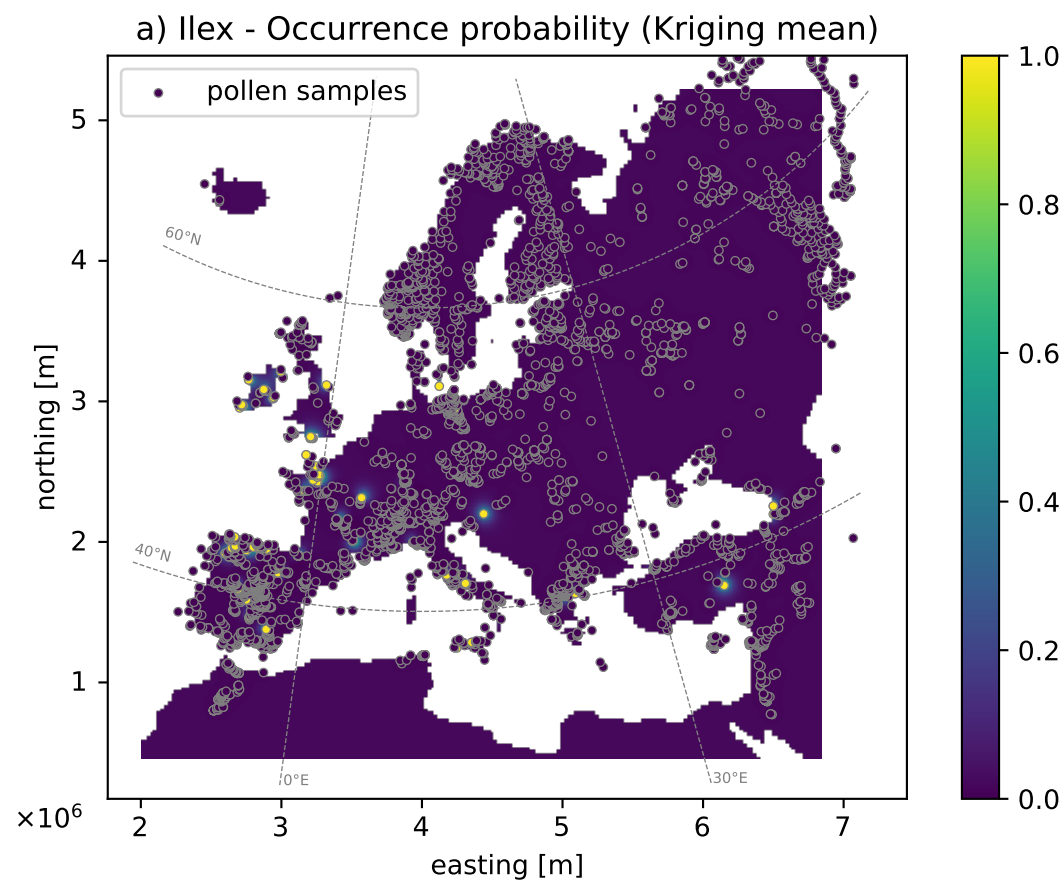 a) Ilex - Occurrence probability (Kriging mean)
pollen samples
60°N
40°N
0°E
30°E
5
4
3
2
1
northing [m]
×10⁶
2 3 4 5 6 7
easting [m]
1.0
0.8
0.6
0.4
0.2
0.0